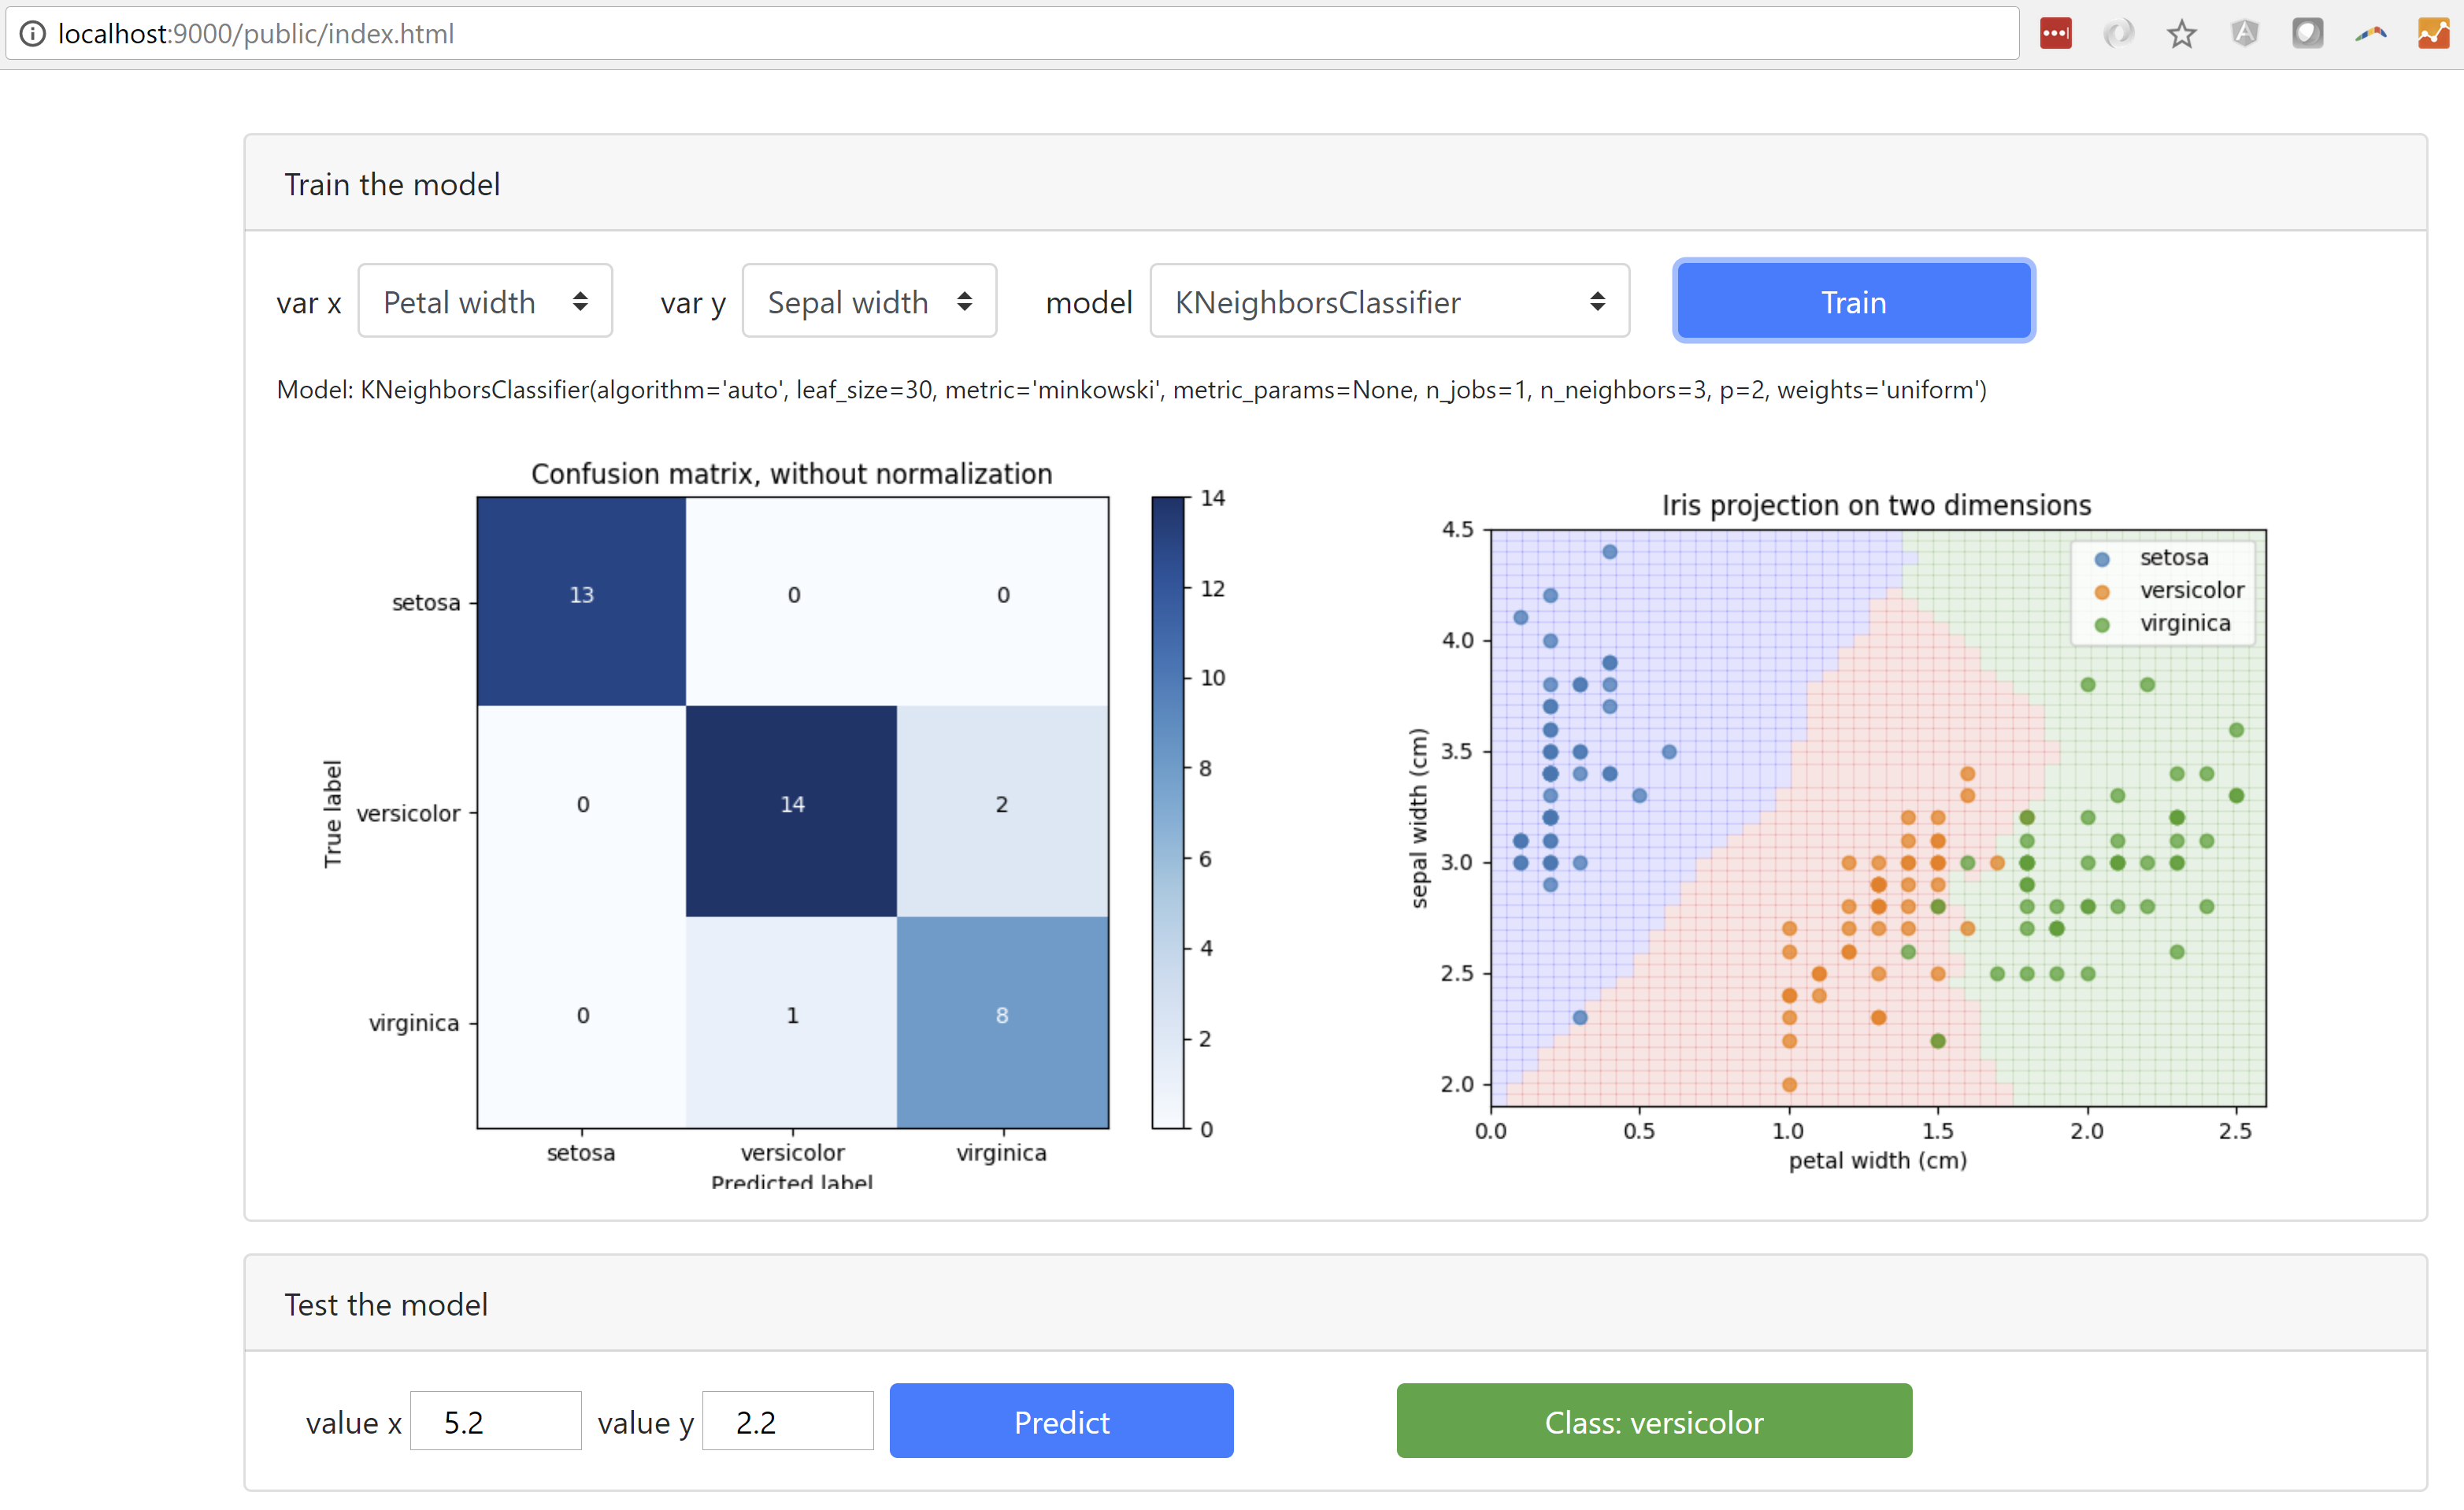 localhost:9000/public/index.html
Train the model
var x Petal width var y Sepal width model KNeighborsClassifier Train
Model: KNeighborsClassifier(algorithm='auto', leaf_size=30, metric='minkowski', metric_params=None, n_jobs=1, n_neighbors=3, p=2, weights='uniform')
Confusion matrix, without normalization
True label
setosa
versicolor
virginica
13 0 0
0 14 2
0 1 8
setosa versicolor virginica
Predicted label
14
12
10
8
6
4
2
0
Iris projection on two dimensions
sepal width (cm)
4.5
4.0
3.5
3.0
2.5
2.0
setosa
versicolor
virginica
0.0 0.5 1.0 1.5 2.0 2.5
petal width (cm)
Test the model
value x 5.2 value y 2.2 Predict Class: versicolor